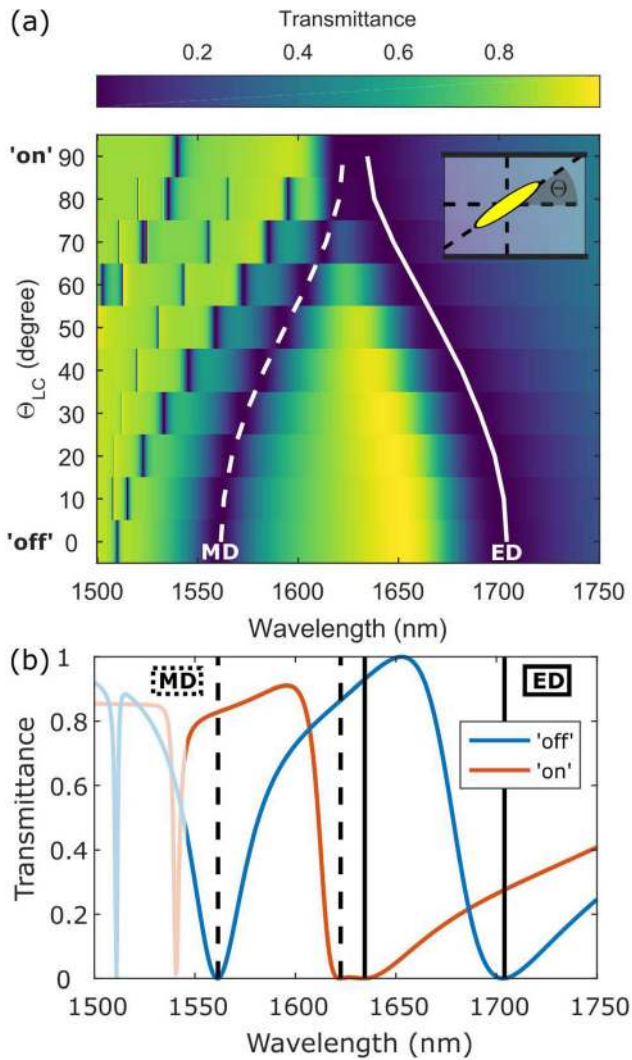 (a)
Transmittance
0.2 0.4 0.6 0.8
'on' 90
80
70
60
50
40
30
20
10
'off' 0
Θ_LC (degree)
Θ
MD ED
1500 1550 1600 1650 1700 1750
Wavelength (nm)
(b)
1
0.8
0.6
0.4
0.2
0
Transmittance
MD ED
'off'
'on'
1500 1550 1600 1650 1700 1750
Wavelength (nm)